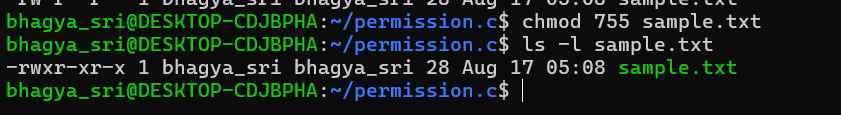 bhagya_sri@DESKTOP-CDJBPHA:~/permission.c$ chmod 755 sample.txt
bhagya_sri@DESKTOP-CDJBPHA:~/permission.c$ ls -l sample.txt
-rwxr-xr-x 1 bhagya_sri bhagya_sri 28 Aug 17 05:08 sample.txt
bhagya_sri@DESKTOP-CDJBPHA:~/permission.c$